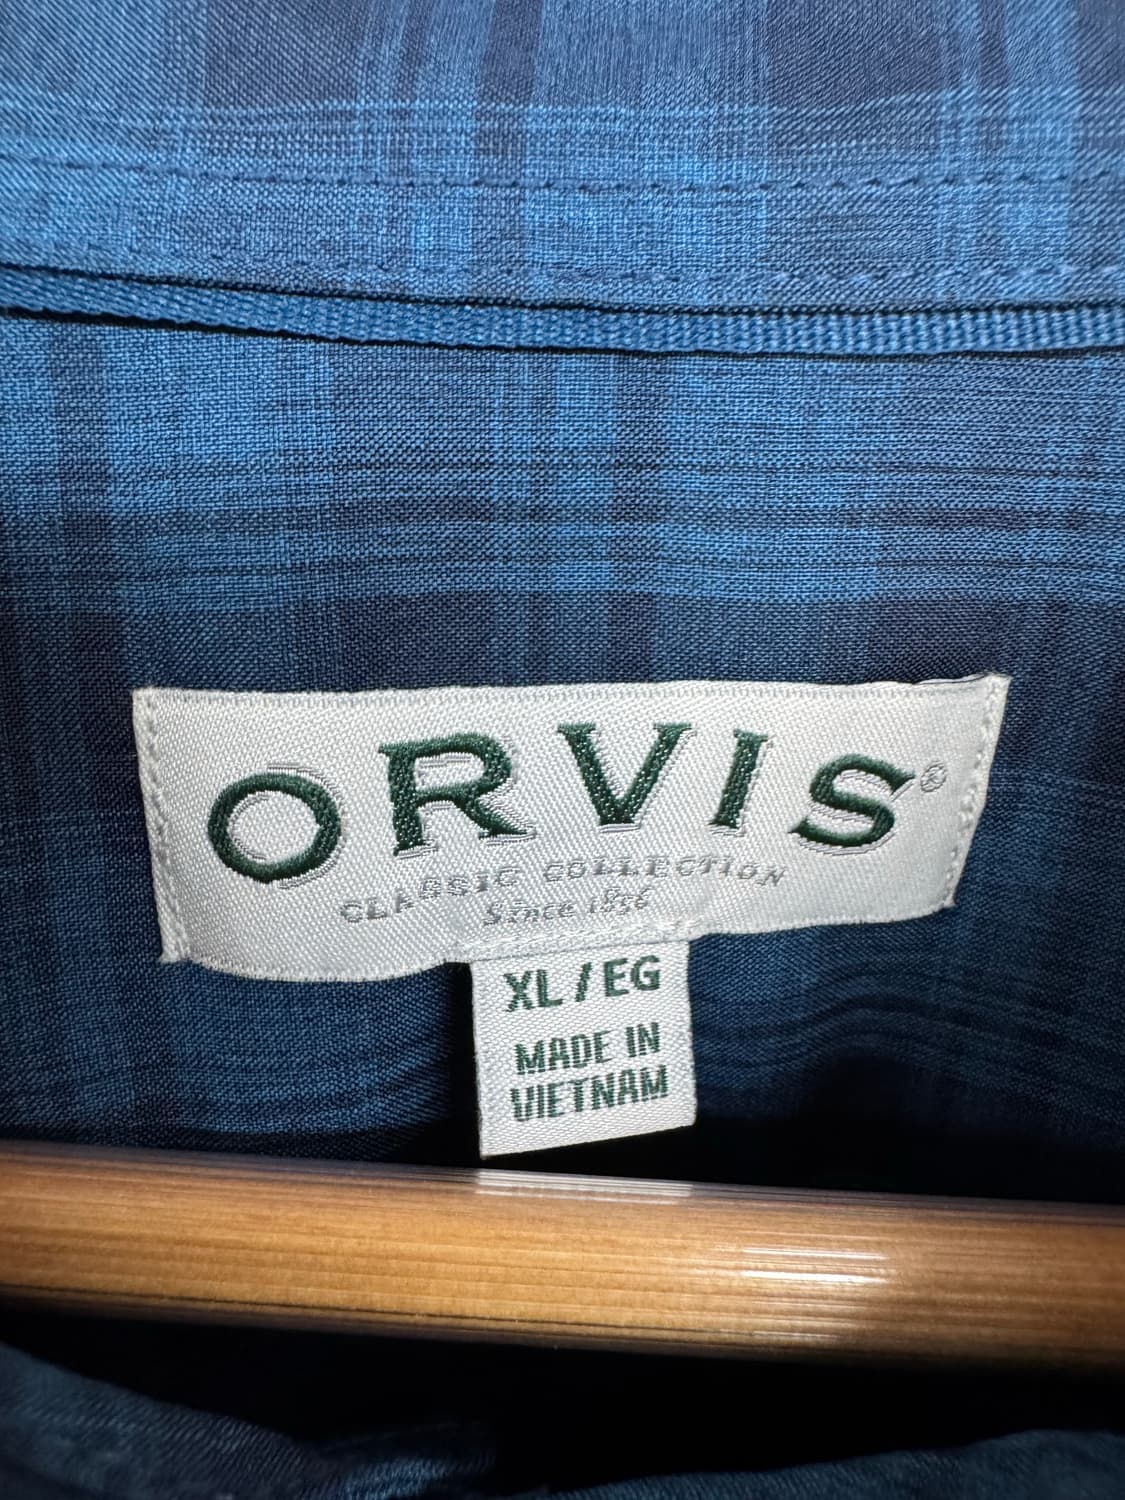 ORVIS®
CLASSIC COLLECTION
Since 1856
XL / EG
MADE IN
VIETNAM